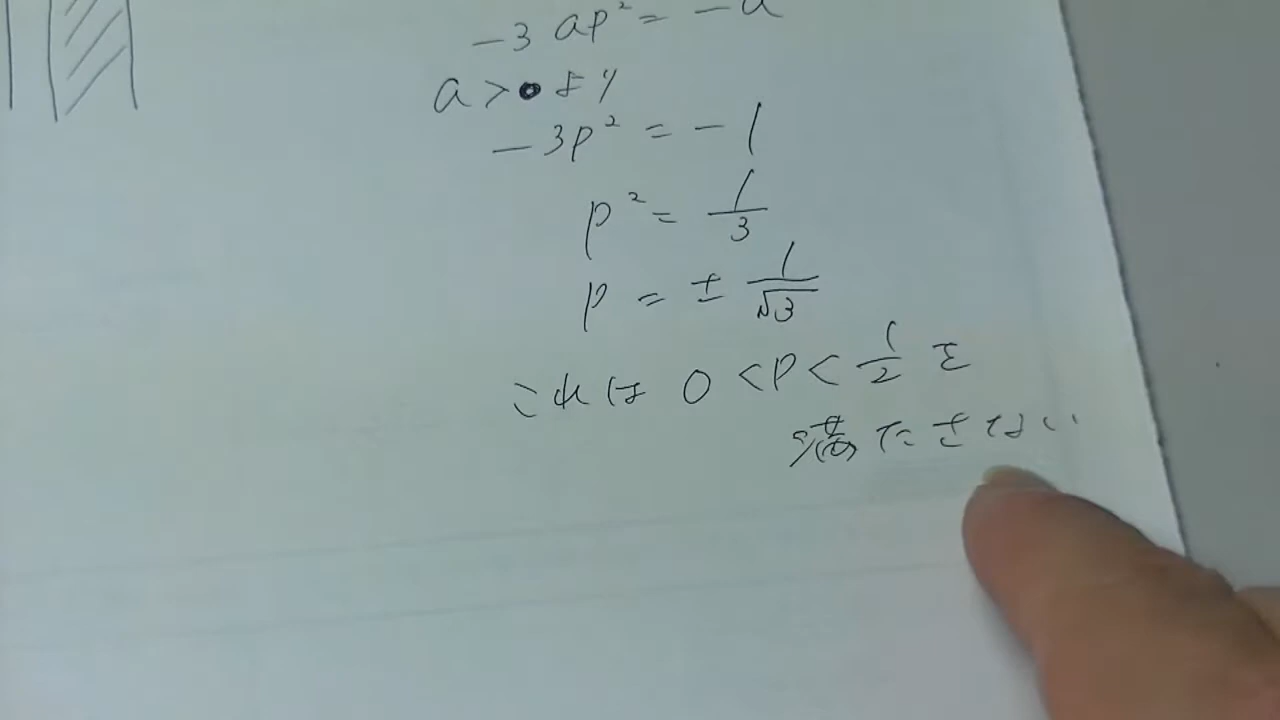 -3ap² = -a
a > 0 より
-3p² = -1
p² = 1/3
p = ± 1/√3
これは 0 < p < 1/2 を
満たさない